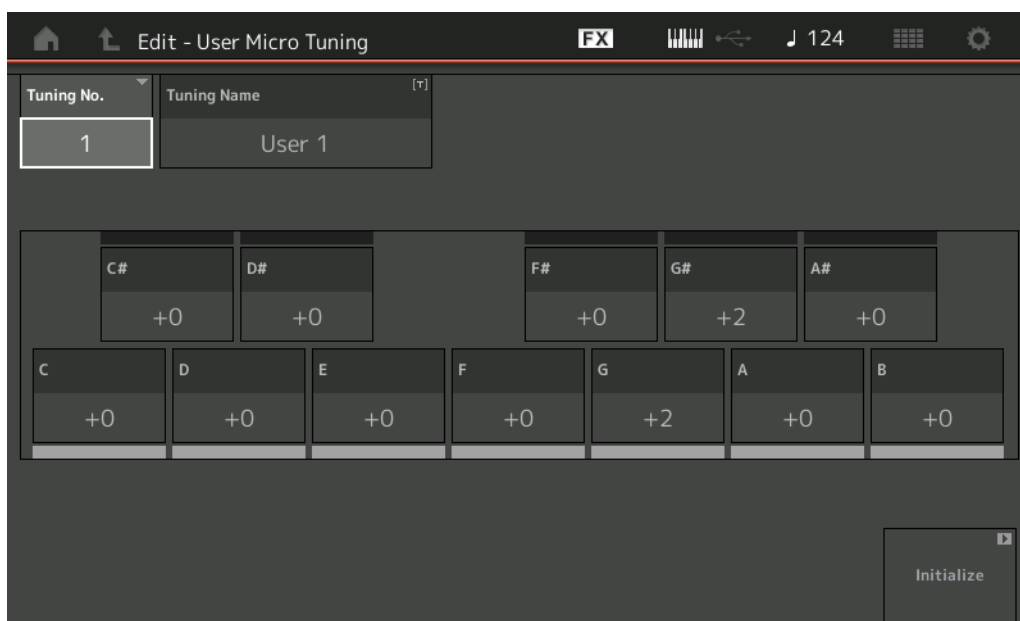 Edit - User Micro Tuning FX ♩ 124
Tuning No. Tuning Name [T]
1 User 1
C# D# F# G# A#
+0 +0 +0 +2 +0
C D E F G A B
+0 +0 +0 +0 +2 +0 +0
Initialize